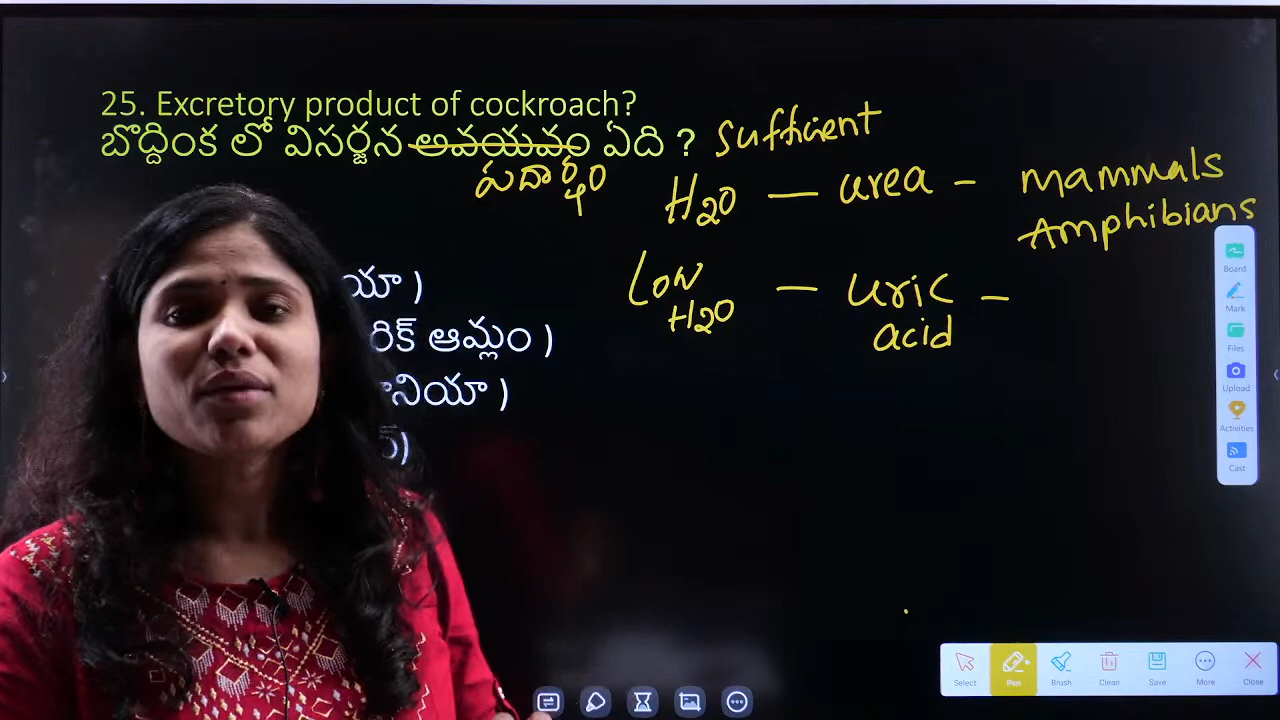 25. Excretory product of cockroach?
బొద్దింక లో విసర్జన అవయవం ఏది ?
పదార్థం
Sufficient
H2O — urea - mammals
Amphibians
Low H2O — uric acid -
యా )
రిక్ ఆమ్లం )
నియా )
Board
Mark
Files
Upload
Activities
Cast
Select
Pen
Brush
Clean
Save
More
Close